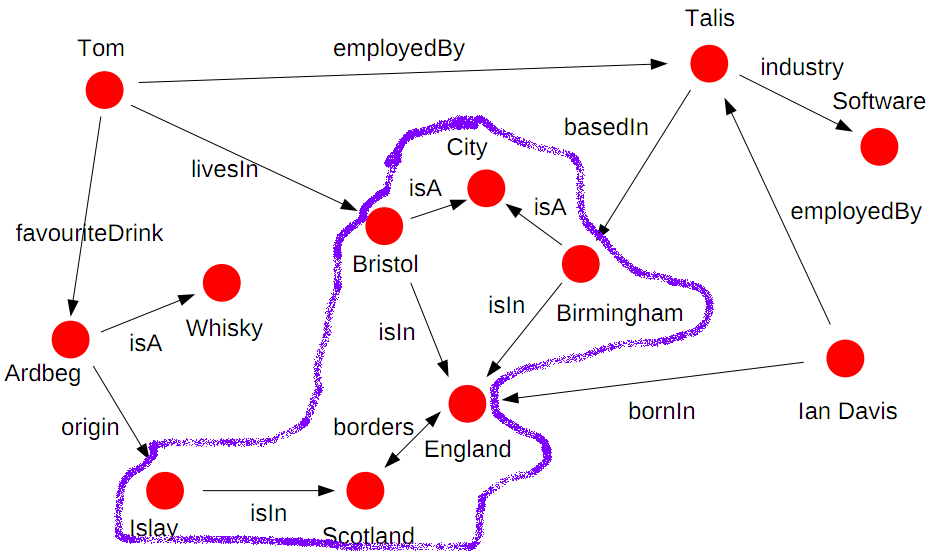 Talis
Tom
employedBy
industry
Software
basedIn
City
livesIn
isA
isA
employedBy
favouriteDrink
Bristol
Birmingham
isIn
Whisky
isIn
isA
Ardbeg
bornIn
Ian Davis
origin
borders
England
isIn
Islay
Scotland